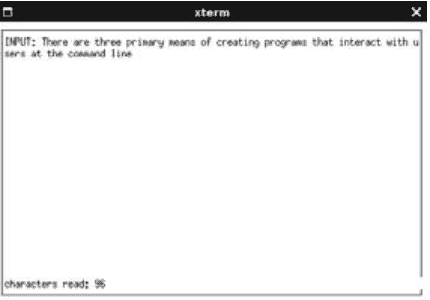 xterm
INPUT: There are three primary means of creating programs that interact with u
sers at the command line
characters read: 96